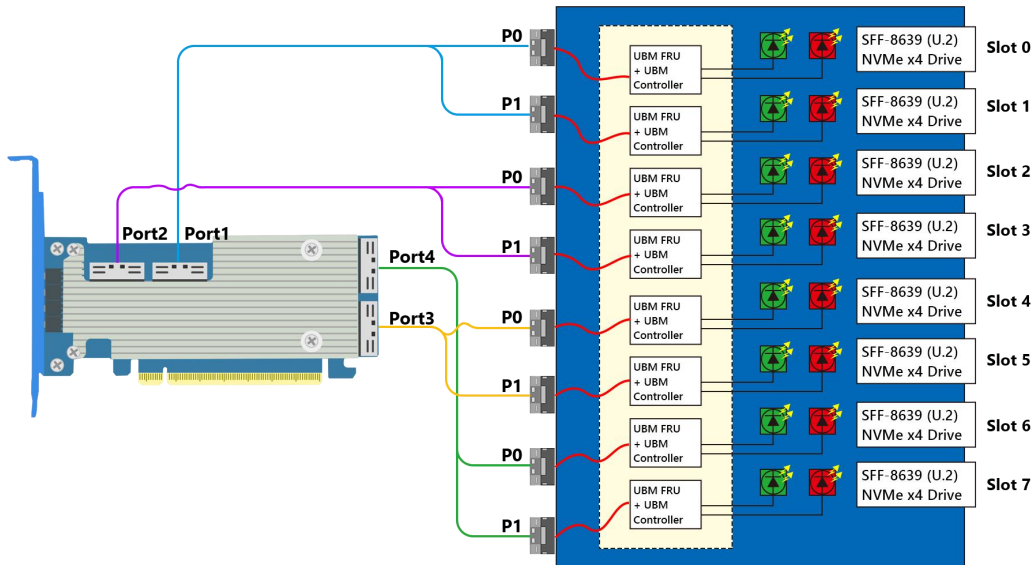 P0
UBM FRU
+ UBM
Controller
SFF-8639 (U.2)
NVMe x4 Drive
Slot 0
P1
UBM FRU
+ UBM
Controller
SFF-8639 (U.2)
NVMe x4 Drive
Slot 1
P0
UBM FRU
+ UBM
Controller
SFF-8639 (U.2)
NVMe x4 Drive
Slot 2
Port2
Port1
P1
UBM FRU
+ UBM
Controller
SFF-8639 (U.2)
NVMe x4 Drive
Slot 3
Port4
Port3
P0
UBM FRU
+ UBM
Controller
SFF-8639 (U.2)
NVMe x4 Drive
Slot 4
P1
UBM FRU
+ UBM
Controller
SFF-8639 (U.2)
NVMe x4 Drive
Slot 5
P0
UBM FRU
+ UBM
Controller
SFF-8639 (U.2)
NVMe x4 Drive
Slot 6
P1
UBM FRU
+ UBM
Controller
SFF-8639 (U.2)
NVMe x4 Drive
Slot 7